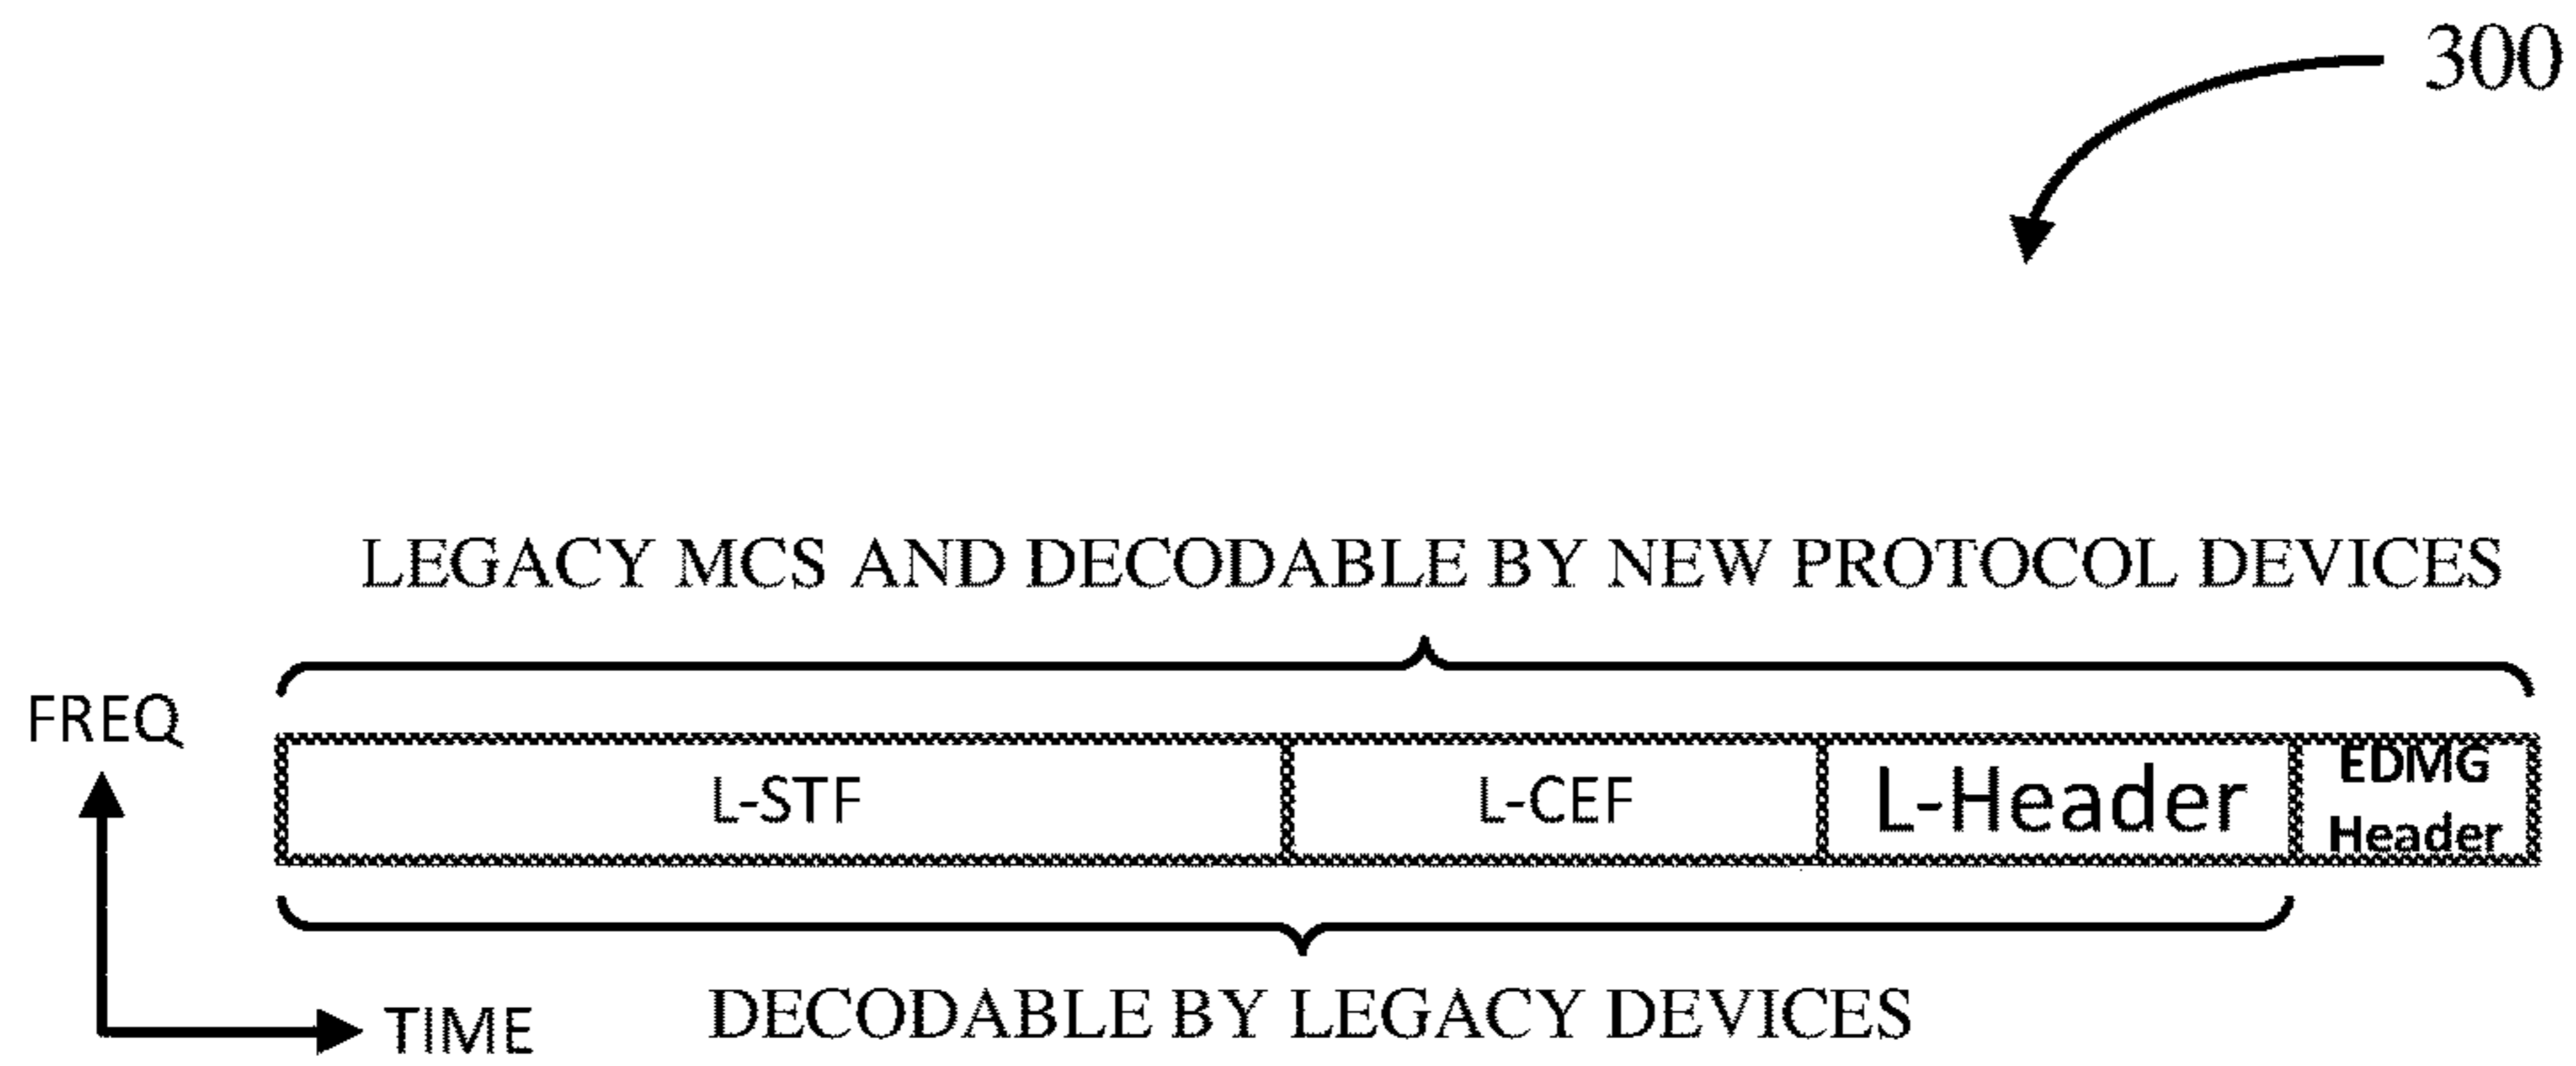 300
LEGACY MCS AND DECODABLE BY NEW PROTOCOL DEVICES
FREQ
L-STF
L-CEF
L-Header
EDMG
Header
TIME
DECODABLE BY LEGACY DEVICES